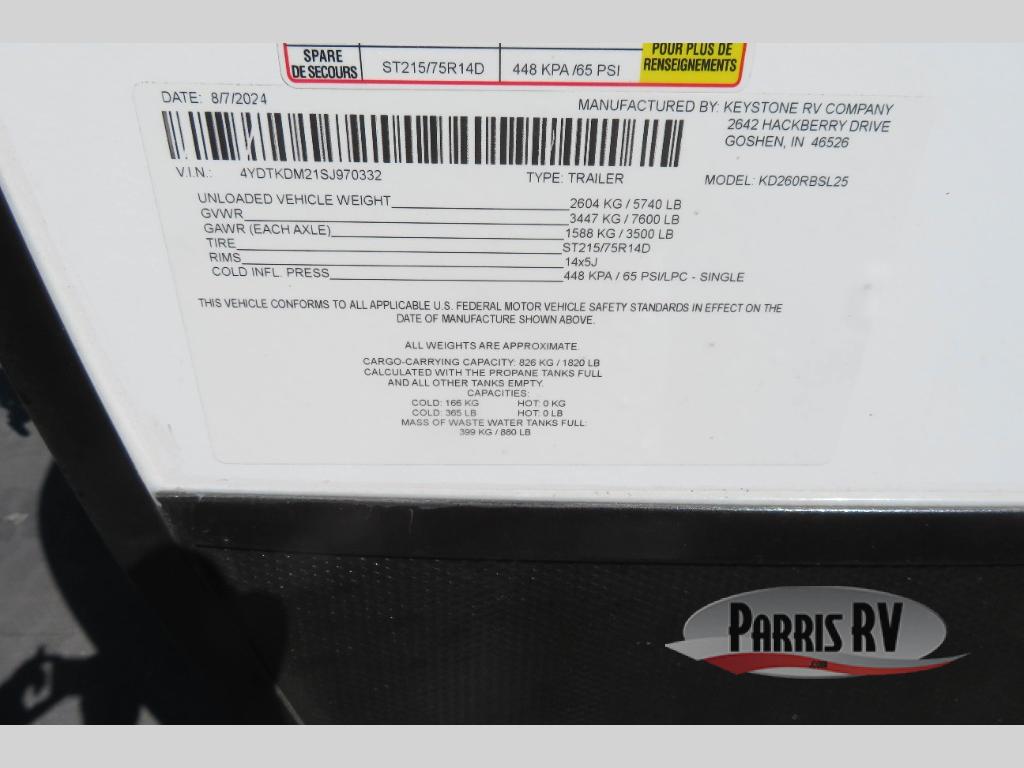 SPARE
DE SECOURS
ST215/75R14D
448 KPA /65 PSI
POUR PLUS DE
RENSEIGNEMENTS
DATE: 8/7/2024
MANUFACTURED BY: KEYSTONE RV COMPANY
2642 HACKBERRY DRIVE
GOSHEN, IN 46526
V.I.N.: 4YDTKDM21SJ970332
TYPE: TRAILER
MODEL: KD260RBSL25
UNLOADED VEHICLE WEIGHT 2604 KG / 5740 LB
GVWR 3447 KG / 7600 LB
GAWR (EACH AXLE) 1588 KG / 3500 LB
TIRE ST215/75R14D
RIMS 14x5J
COLD INFL. PRESS 448 KPA / 65 PSI/LPC - SINGLE
THIS VEHICLE CONFORMS TO ALL APPLICABLE U.S. FEDERAL MOTOR VEHICLE SAFETY STANDARDS IN EFFECT ON THE
DATE OF MANUFACTURE SHOWN ABOVE.
ALL WEIGHTS ARE APPROXIMATE.
CARGO-CARRYING CAPACITY: 826 KG / 1820 LB
CALCULATED WITH THE PROPANE TANKS FULL
AND ALL OTHER TANKS EMPTY.
CAPACITIES:
COLD: 166 KG HOT: 0 KG
COLD: 365 LB HOT: 0 LB
MASS OF WASTE WATER TANKS FULL:
399 KG / 880 LB
PARRIS RV
.com